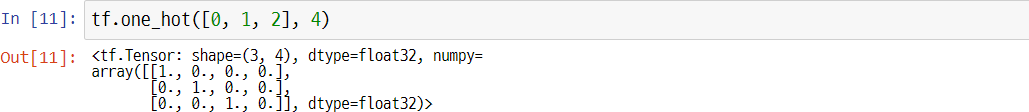 In [11]: tf.one_hot([0, 1, 2], 4)
Out[11]: <tf.Tensor: shape=(3, 4), dtype=float32, numpy=
array([[1., 0., 0., 0.],
       [0., 1., 0., 0.],
       [0., 0., 1., 0.]], dtype=float32)>